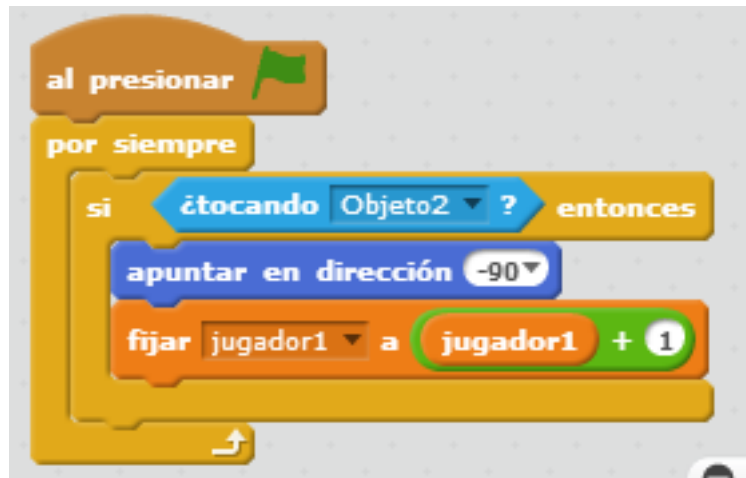 al presionar
por siempre
si ¿tocando Objeto2 ? entonces
apuntar en dirección -90
fijar jugador1 a jugador1 + 1